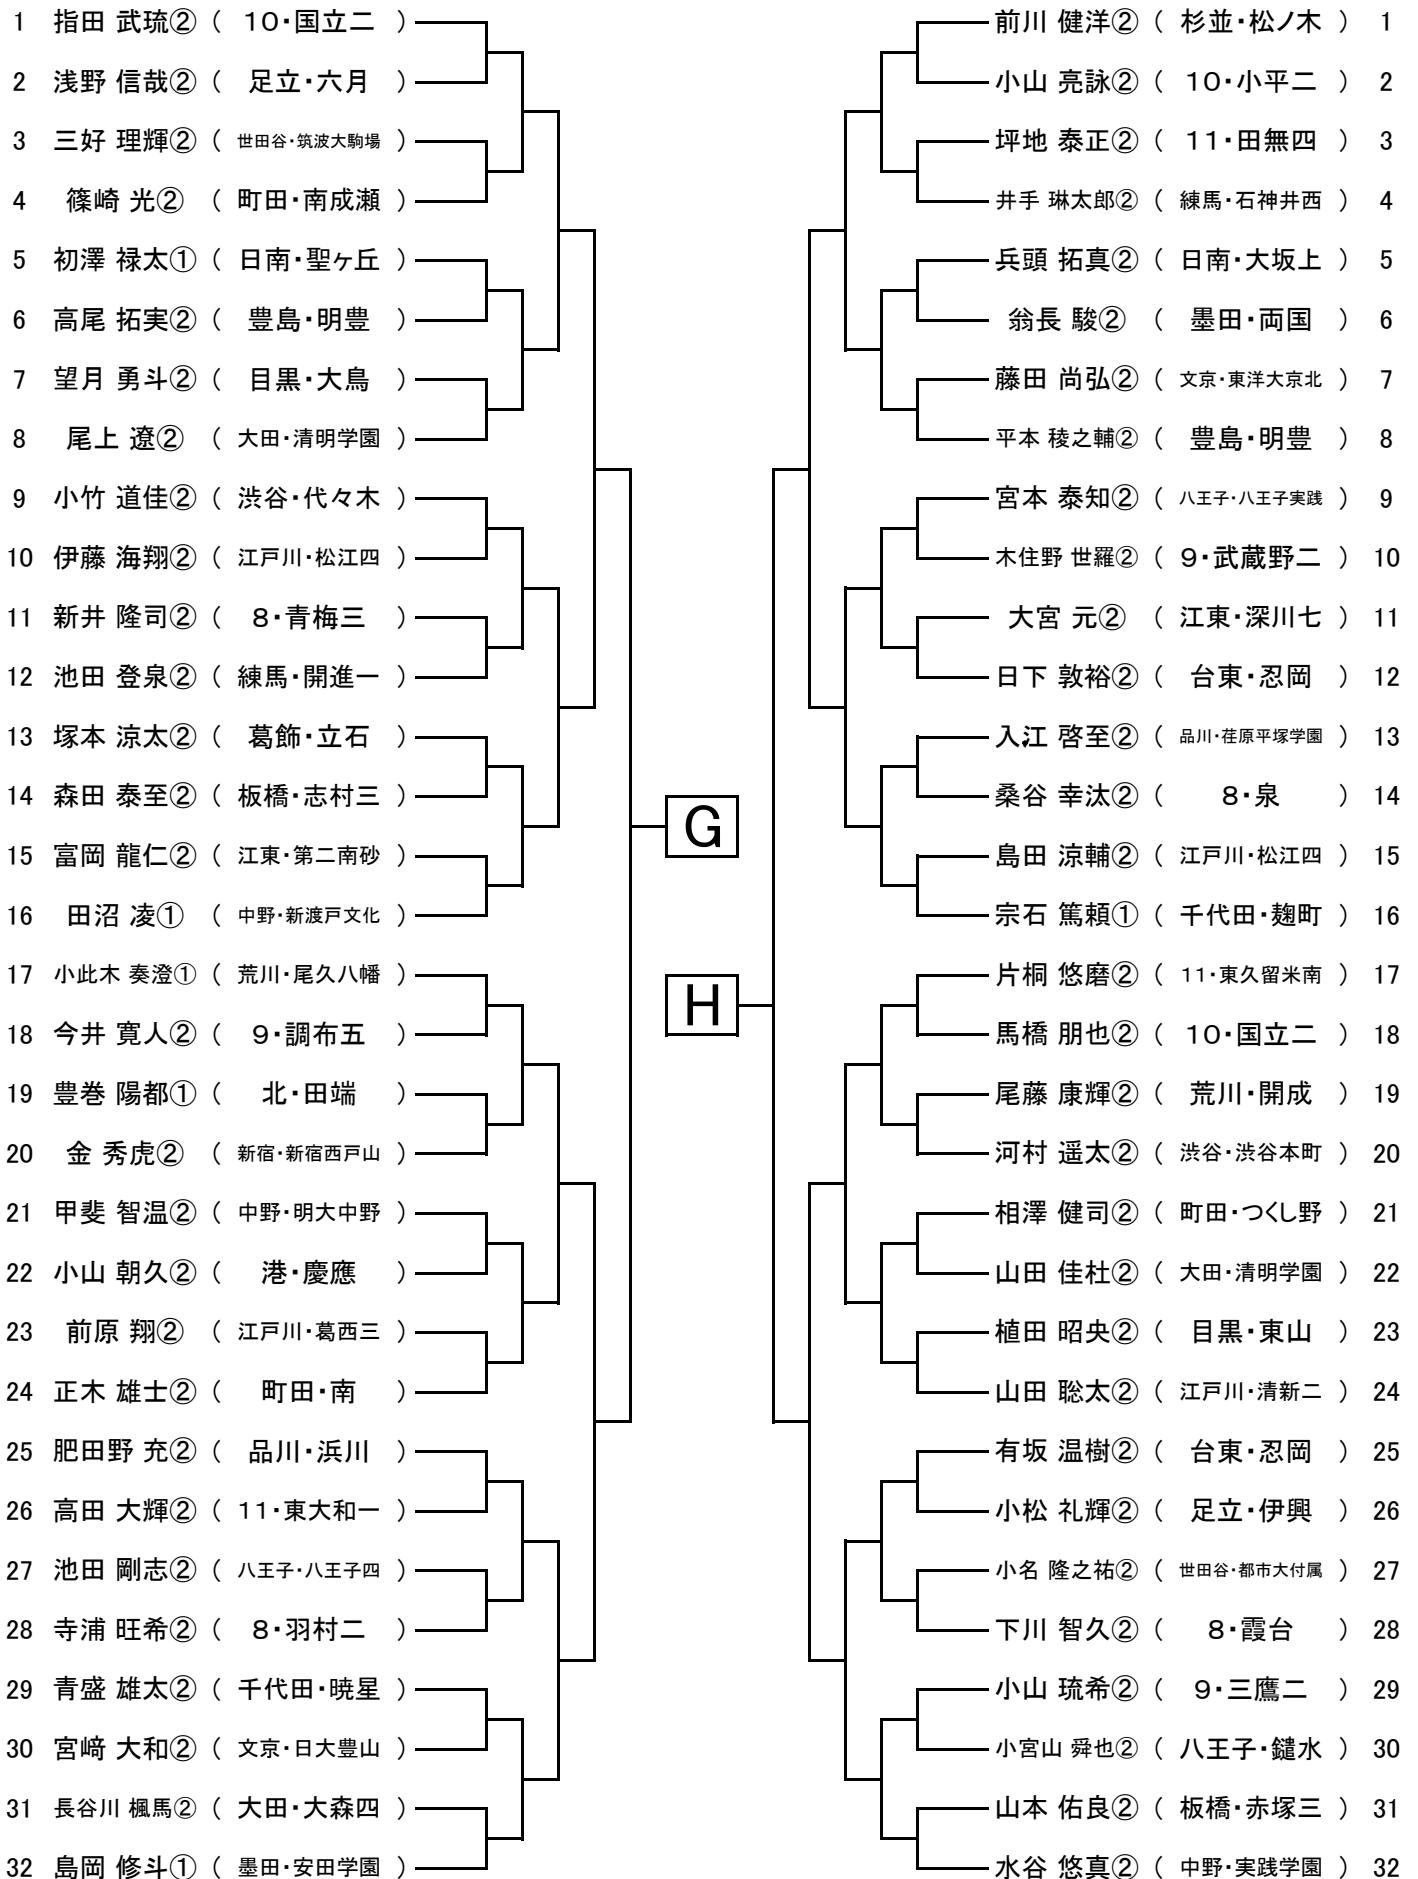 1 指田 武琉② ( 10・国立二 )
2 浅野 信哉② ( 足立・六月 )
3 三好 理輝② ( 世田谷・筑波大駒場 )
4 篠崎 光② ( 町田・南成瀬 )
5 初澤 禄太① ( 日南・聖ヶ丘 )
6 高尾 拓実② ( 豊島・明豊 )
7 望月 勇斗② ( 目黒・大鳥 )
8 尾上 遼② ( 大田・清明学園 )
9 小竹 道佳② ( 渋谷・代々木 )
10 伊藤 海翔② ( 江戸川・松江四 )
11 新井 隆司② ( 8・青梅三 )
12 池田 登泉② ( 練馬・開進一 )
13 塚本 涼太② ( 葛飾・立石 )
14 森田 泰至② ( 板橋・志村三 )
15 富岡 龍仁② ( 江東・第二南砂 )
16 田沼 凌① ( 中野・新渡戸文化 )
17 小此木 奏澄① ( 荒川・尾久八幡 )
18 今井 寛人② ( 9・調布五 )
19 豊巻 陽都① ( 北・田端 )
20 金 秀虎② ( 新宿・新宿西戸山 )
21 甲斐 智温② ( 中野・明大中野 )
22 小山 朝久② ( 港・慶應 )
23 前原 翔② ( 江戸川・葛西三 )
24 正木 雄士② ( 町田・南 )
25 肥田野 充② ( 品川・浜川 )
26 高田 大輝② ( 11・東大和一 )
27 池田 剛志② ( 八王子・八王子四 )
28 寺浦 旺希② ( 8・羽村二 )
29 青盛 雄太② ( 千代田・暁星 )
30 宮﨑 大和② ( 文京・日大豊山 )
31 長谷川 楓馬② ( 大田・大森四 )
32 島岡 修斗① ( 墨田・安田学園 )
G
H
前川 健洋② ( 杉並・松ノ木 ) 1
小山 亮詠② ( 10・小平二 ) 2
坪地 泰正② ( 11・田無四 ) 3
井手 琳太郎② ( 練馬・石神井西 ) 4
兵頭 拓真② ( 日南・大坂上 ) 5
翁長 駿② ( 墨田・両国 ) 6
藤田 尚弘② ( 文京・東洋大京北 ) 7
平本 稜之輔② ( 豊島・明豊 ) 8
宮本 泰知② ( 八王子・八王子実践 ) 9
木住野 世羅② ( 9・武蔵野二 ) 10
大宮 元② ( 江東・深川七 ) 11
日下 敦裕② ( 台東・忍岡 ) 12
入江 啓至② ( 品川・荏原平塚学園 ) 13
桑谷 幸汰② ( 8・泉 ) 14
島田 涼輔② ( 江戸川・松江四 ) 15
宗石 篤頼① ( 千代田・麹町 ) 16
片桐 悠磨② ( 11・東久留米南 ) 17
馬橋 朋也② ( 10・国立二 ) 18
尾藤 康輝② ( 荒川・開成 ) 19
河村 遥太② ( 渋谷・渋谷本町 ) 20
相澤 健司② ( 町田・つくし野 ) 21
山田 佳杜② ( 大田・清明学園 ) 22
植田 昭央② ( 目黒・東山 ) 23
山田 聡太② ( 江戸川・清新二 ) 24
有坂 温樹② ( 台東・忍岡 ) 25
小松 礼輝② ( 足立・伊興 ) 26
小名 隆之祐② ( 世田谷・都市大付属 ) 27
下川 智久② ( 8・霞台 ) 28
小山 琉希② ( 9・三鷹二 ) 29
小宮山 舜也② ( 八王子・鑓水 ) 30
山本 佑良② ( 板橋・赤塚三 ) 31
水谷 悠真② ( 中野・実践学園 ) 32